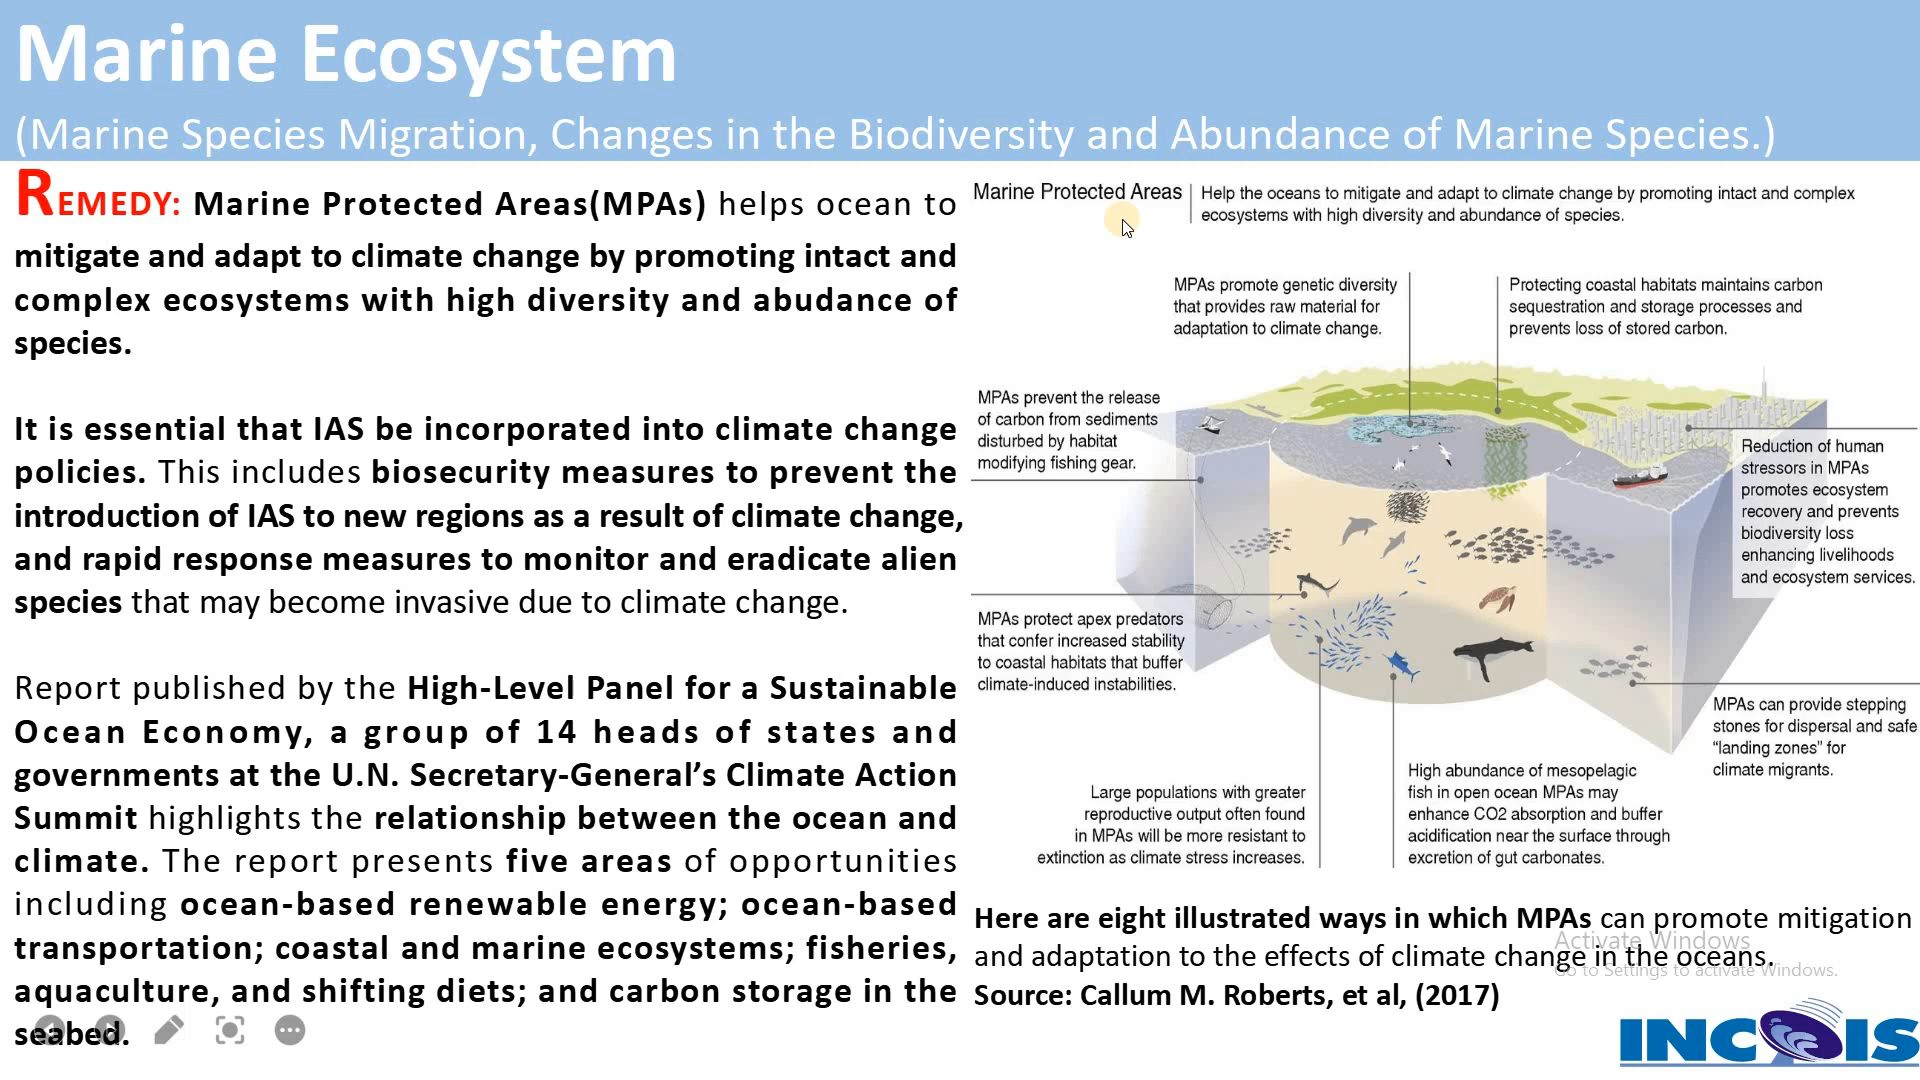 Marine Ecosystem
(Marine Species Migration, Changes in the Biodiversity and Abundance of Marine Species.)
REMEDY: Marine Protected Areas(MPAs) helps ocean to
mitigate and adapt to climate change by promoting intact and
complex ecosystems with high diversity and abudance of
species.
It is essential that IAS be incorporated into climate change
policies. This includes biosecurity measures to prevent the
introduction of IAS to new regions as a result of climate change,
and rapid response measures to monitor and eradicate alien
species that may become invasive due to climate change.
Report published by the High-Level Panel for a Sustainable
Ocean Economy, a group of 14 heads of states and
governments at the U.N. Secretary-General’s Climate Action
Summit highlights the relationship between the ocean and
climate. The report presents five areas of opportunities
including ocean-based renewable energy; ocean-based
transportation; coastal and marine ecosystems; fisheries,
aquaculture, and shifting diets; and carbon storage in the
seabed.
Marine Protected Areas
Help the oceans to mitigate and adapt to climate change by promoting intact and complex
ecosystems with high diversity and abundance of species.
MPAs promote genetic diversity
that provides raw material for
adaptation to climate change.
Protecting coastal habitats maintains carbon
sequestration and storage processes and
prevents loss of stored carbon.
MPAs prevent the release
of carbon from sediments
disturbed by habitat
modifying fishing gear.
Reduction of human
stressors in MPAs
promotes ecosystem
recovery and prevents
biodiversity loss
enhancing livelihoods
and ecosystem services.
MPAs protect apex predators
that confer increased stability
to coastal habitats that buffer
climate-induced instabilities.
MPAs can provide stepping
stones for dispersal and safe
“landing zones” for
climate migrants.
Large populations with greater
reproductive output often found
in MPAs will be more resistant to
extinction as climate stress increases.
High abundance of mesopelagic
fish in open ocean MPAs may
enhance CO2 absorption and buffer
acidification near the surface through
excretion of gut carbonates.
Here are eight illustrated ways in which MPAs can promote mitigation
and adaptation to the effects of climate change in the oceans.
Source: Callum M. Roberts, et al, (2017)
Activate Windows
Go to Settings to activate Windows.
INCOIS